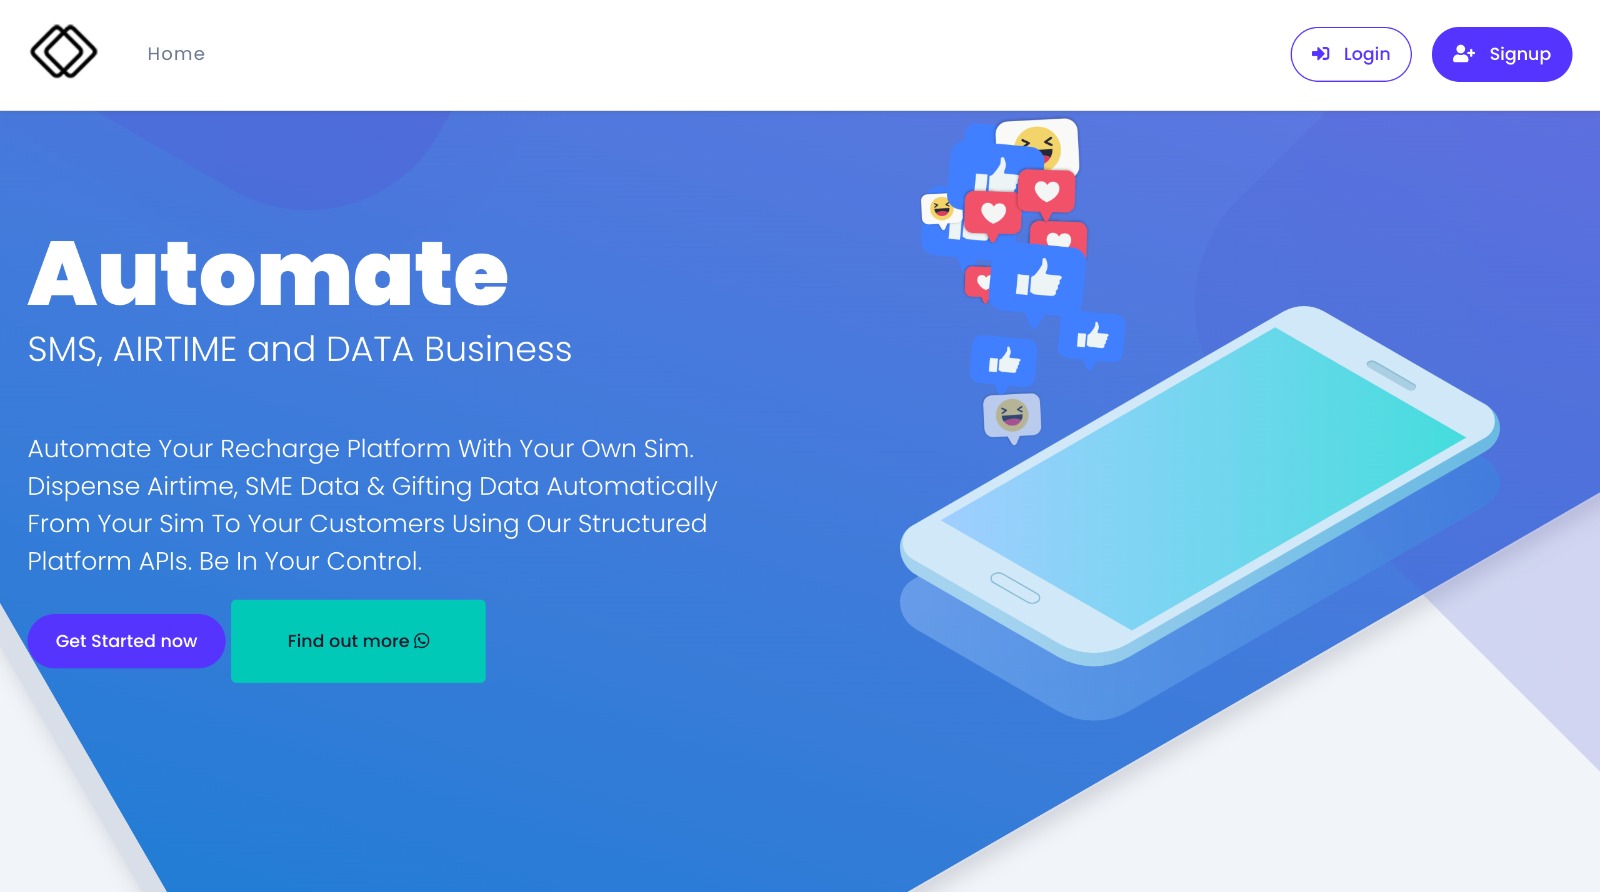 Home
Login
Signup
Automate
SMS, AIRTIME and DATA Business
Automate Your Recharge Platform With Your Own Sim.
Dispense Airtime, SME Data & Gifting Data Automatically
From Your Sim To Your Customers Using Our Structured
Platform APIs. Be In Your Control.
Get Started now
Find out more